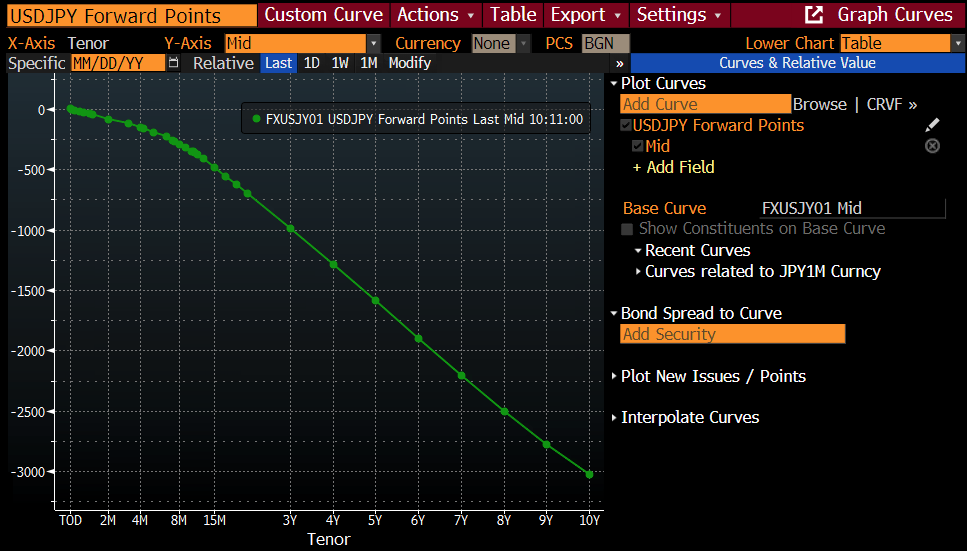 USDJPY Forward Points Custom Curve Actions Table Export Settings Graph Curves
X-Axis Tenor Y-Axis Mid Currency None PCS BGN Lower Chart Table
Specific MM/DD/YY Relative Last 1D 1W 1M Modify » Curves & Relative Value
Plot Curves
Add Curve Browse | CRVF »
USDJPY Forward Points
Mid
+ Add Field
Base Curve FXUSJY01 Mid
Show Constituents on Base Curve
Recent Curves
Curves related to JPY1M Curncy
Bond Spread to Curve
Add Security
Plot New Issues / Points
Interpolate Curves
FXUSJY01 USDJPY Forward Points Last Mid 10:11:00
0
-500
-1000
-1500
-2000
-2500
-3000
TOD 2M 4M 8M 15M 3Y 4Y 5Y 6Y 7Y 8Y 9Y 10Y
Tenor